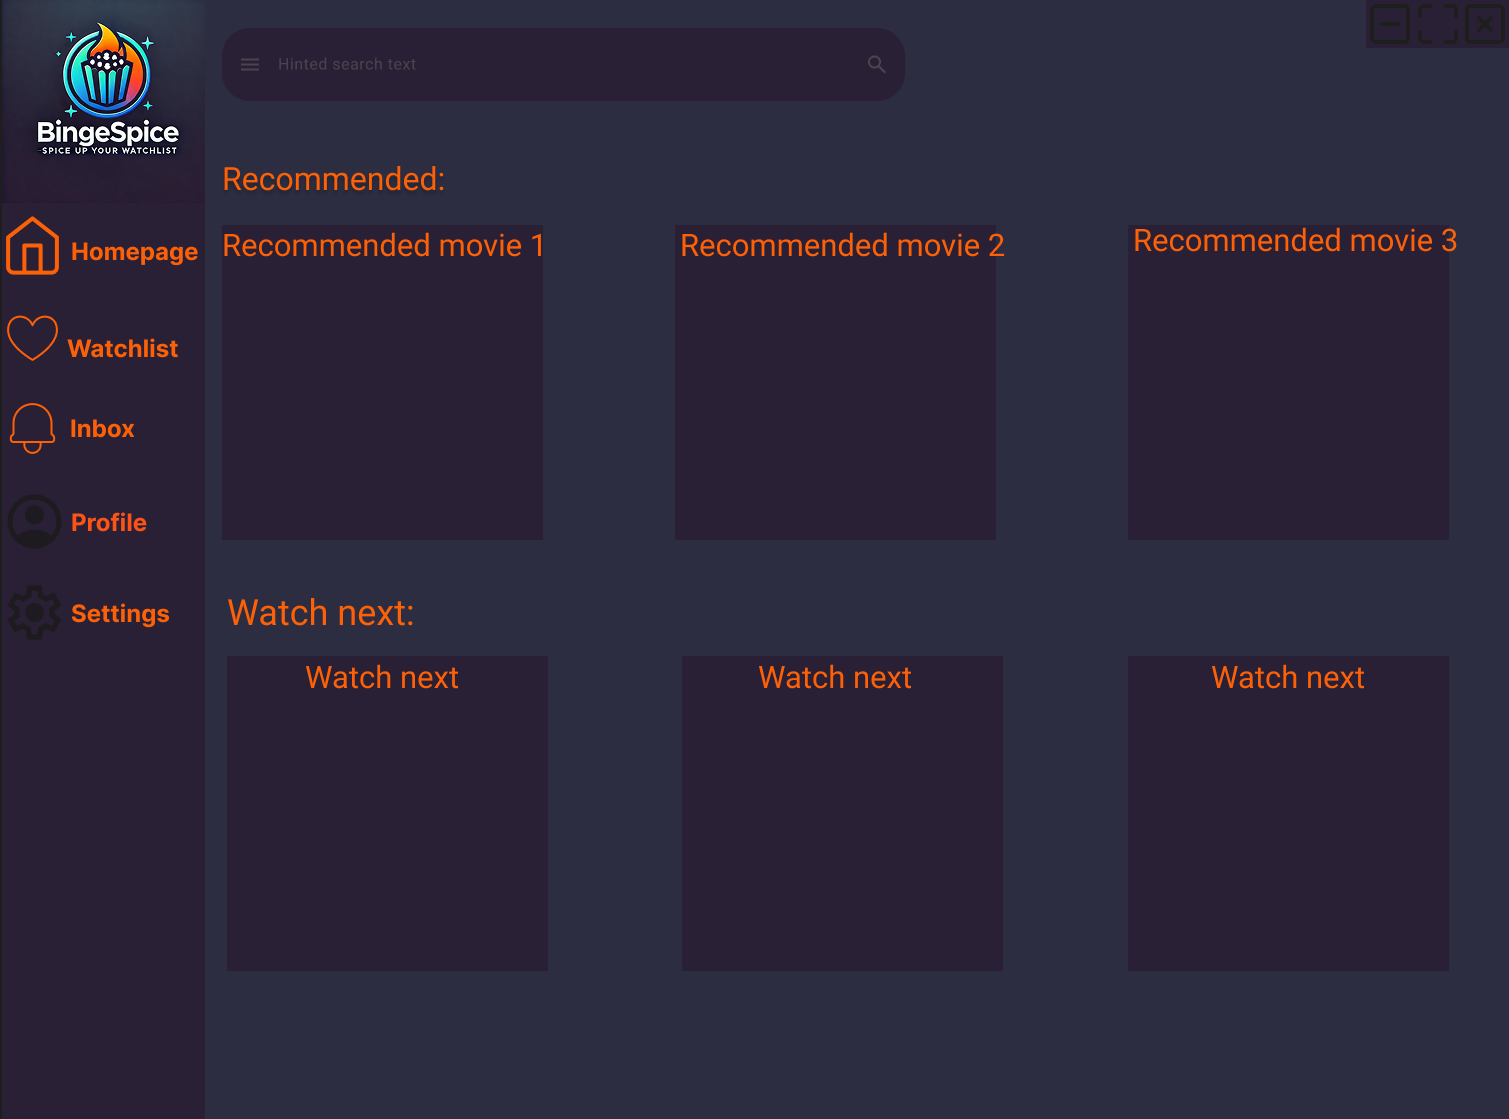 BingeSpice
SPICE UP YOUR WATCHLIST
Hinted search text
Homepage
Watchlist
Inbox
Profile
Settings
Recommended:
Recommended movie 1
Recommended movie 2
Recommended movie 3
Watch next:
Watch next
Watch next
Watch next